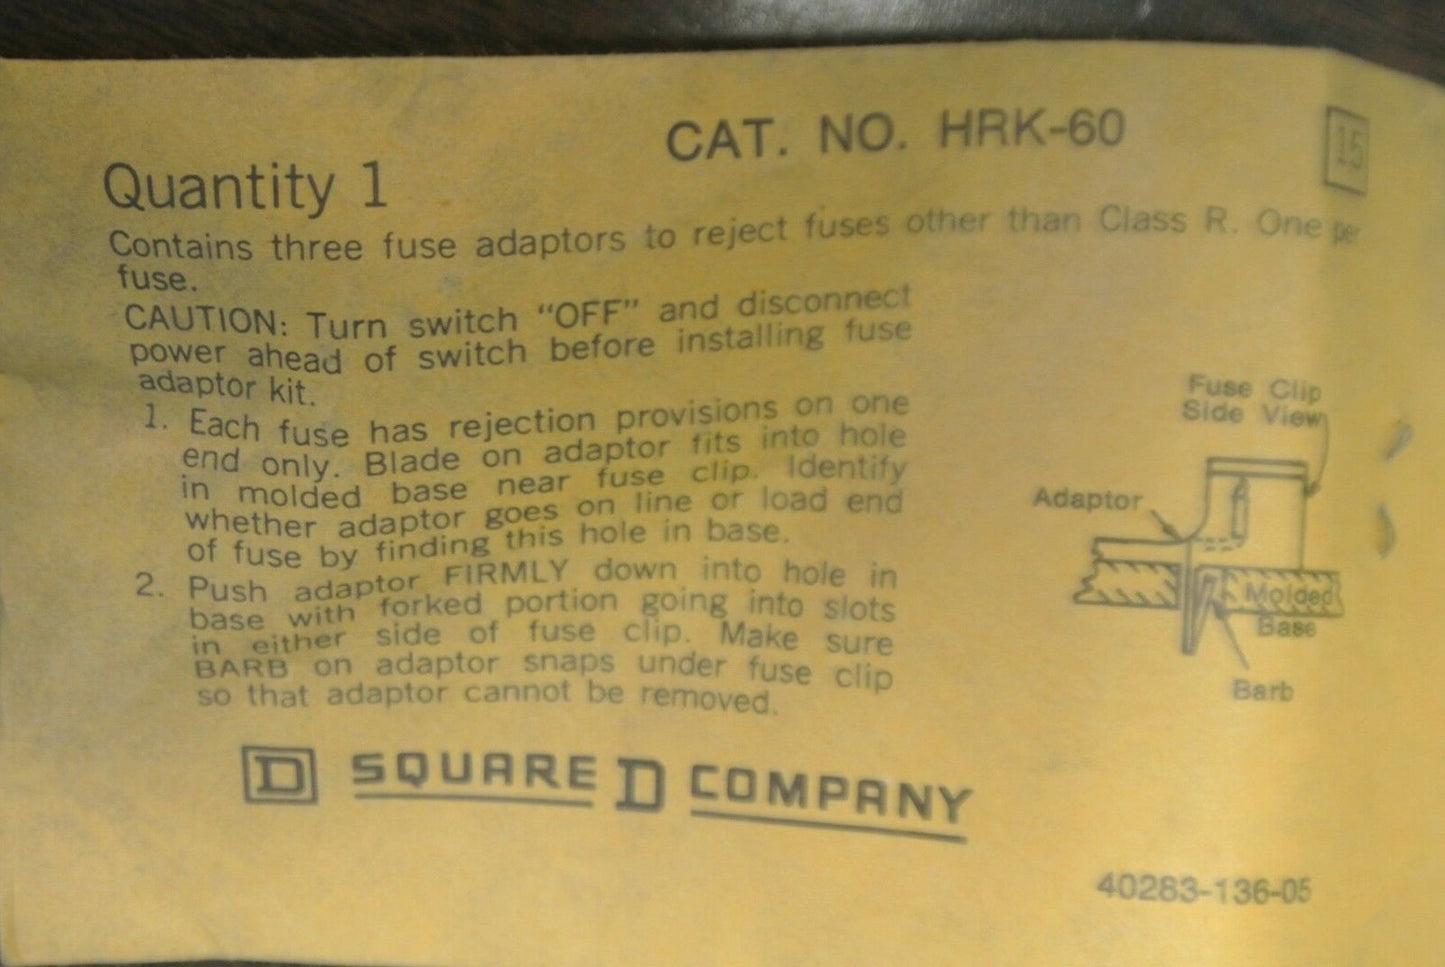 CAT. NO. HRK-60
15
Quantity 1
Contains three fuse adaptors to reject fuses other than Class R. One per
fuse.
CAUTION: Turn switch "OFF" and disconnect
power ahead of switch before installing fuse
adaptor kit.
1. Each fuse has rejection provisions on one
end only. Blade on adaptor fits into hole
in molded base near fuse clip. Identify
whether adaptor goes on line or load end
of fuse by finding this hole in base.
2. Push adaptor FIRMLY down into hole in
base with forked portion going into slots
in either side of fuse clip. Make sure
BARB on adaptor snaps under fuse clip
so that adaptor cannot be removed.
Fuse Clip
Side View
Adaptor
Molded
Base
Barb
D SQUARE D COMPANY
40283-136-05